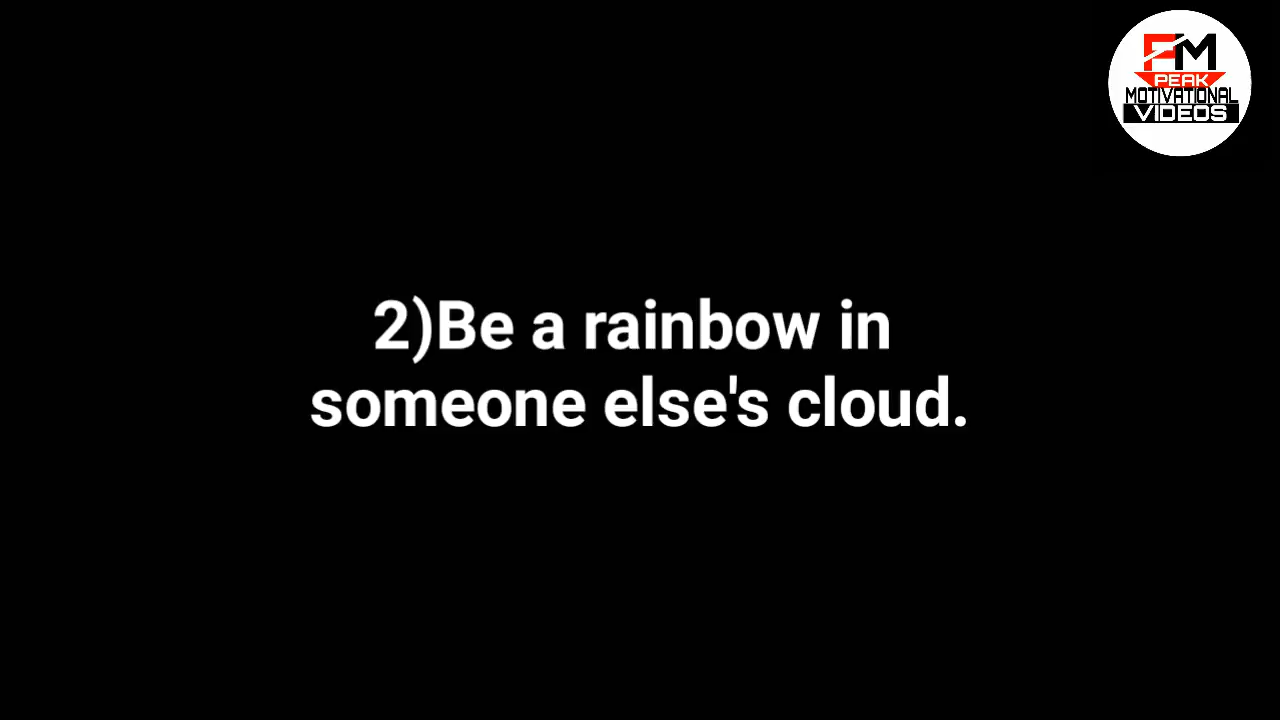 FM
PEAK
MOTIVATIONAL
VIDEOS
2)Be a rainbow in
someone else's cloud.